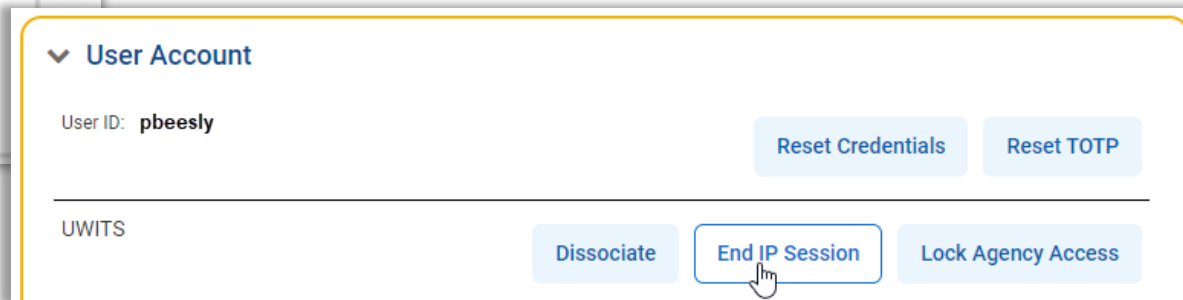 User Account
User ID: pbeesly
Reset Credentials
Reset TOTP
UWITS
Dissociate
End IP Session
Lock Agency Access